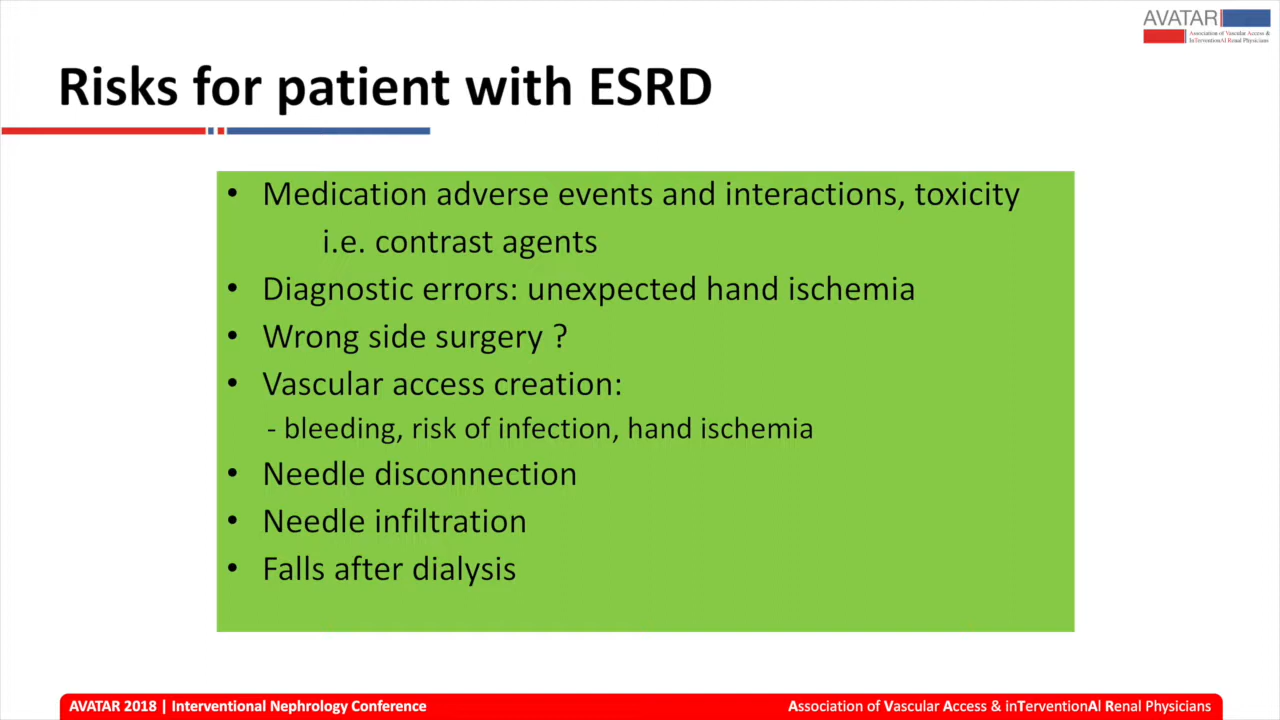 AVATAR
Association of Vascular Access &
InTerventionAl Renal Physicians
Risks for patient with ESRD
• Medication adverse events and interactions, toxicity
i.e. contrast agents
• Diagnostic errors: unexpected hand ischemia
• Wrong side surgery ?
• Vascular access creation:
- bleeding, risk of infection, hand ischemia
• Needle disconnection
• Needle infiltration
• Falls after dialysis
AVATAR 2018 | Interventional Nephrology Conference
Association of Vascular Access & inTerventionAl Renal Physicians